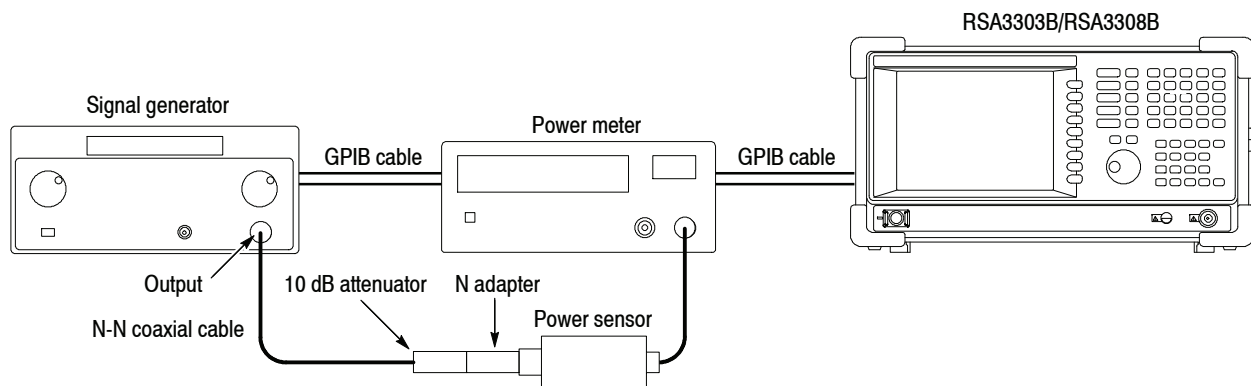 RSA3303B/RSA3308B
Signal generator
Power meter
GPIB cable
GPIB cable
Output
10 dB attenuator
N adapter
Power sensor
N-N coaxial cable